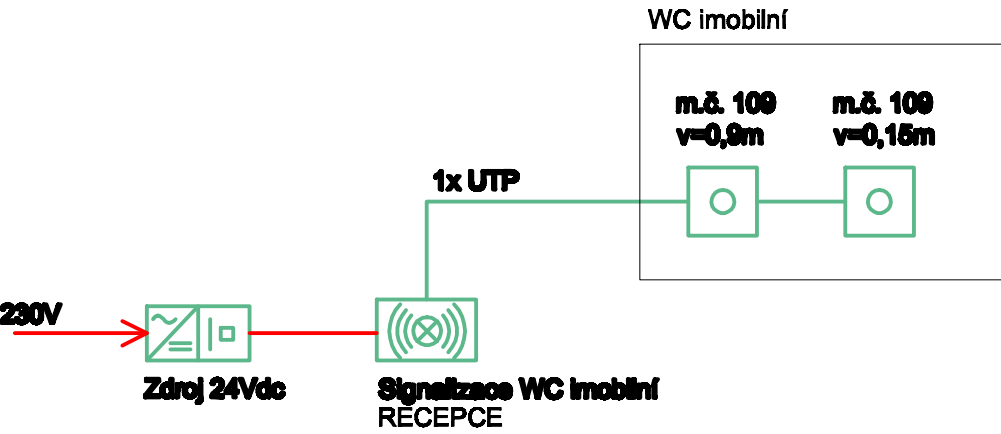 WC imobilní
m.č. 109
v=0,9m
m.č. 109
v=0,15m
1x UTP
230V
Zdroj 24Vdc
Signalizace WC imobilní
RECEPCE